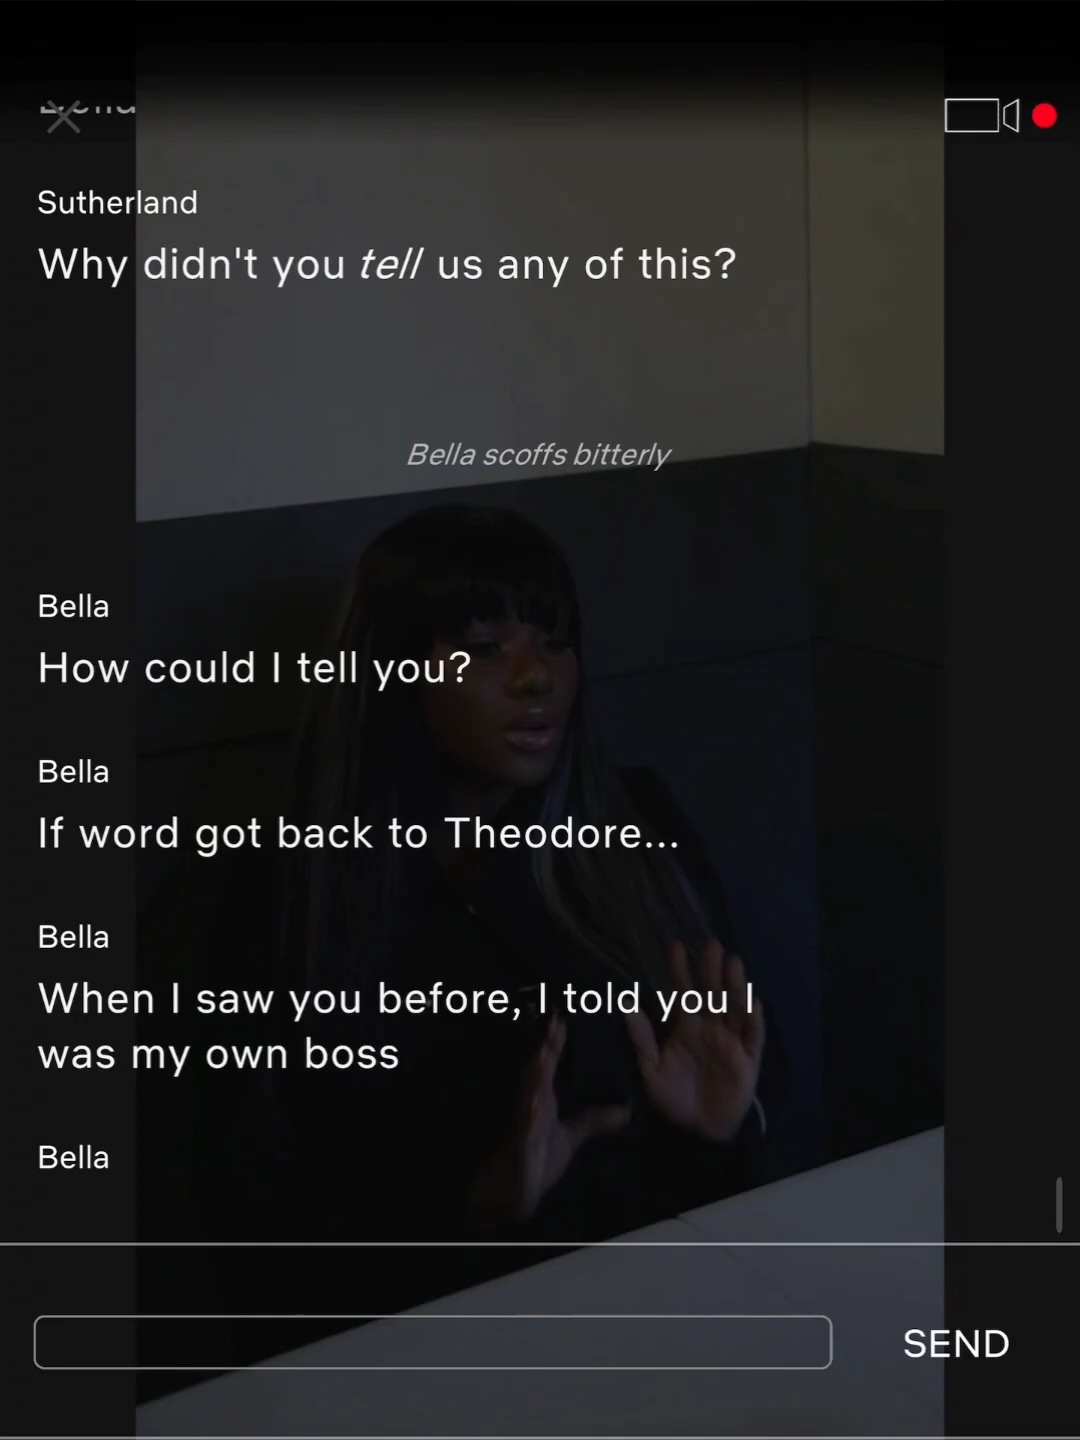 Sutherland
Why didn't you tell us any of this?
Bella scoffs bitterly
Bella
How could I tell you?
Bella
If word got back to Theodore...
Bella
When I saw you before, I told you I
was my own boss
Bella
SEND